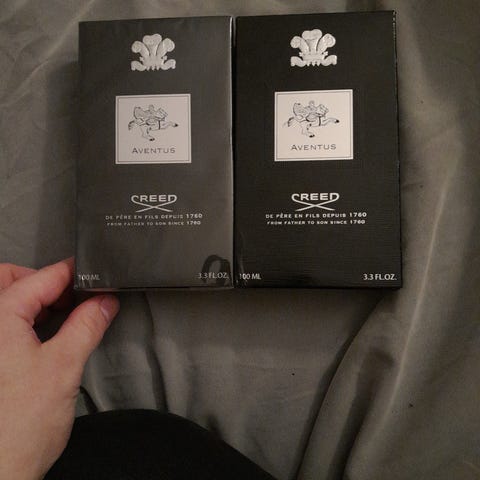 AVENTUS
CREED
DE PÈRE EN FILS DEPUIS 1760
FROM FATHER TO SON SINCE 1760
100 ML 3.3 FL.OZ.
AVENTUS
CREED
DE PÈRE EN FILS DEPUIS 1760
FROM FATHER TO SON SINCE 1760
100 ML 3.3 FL.OZ.